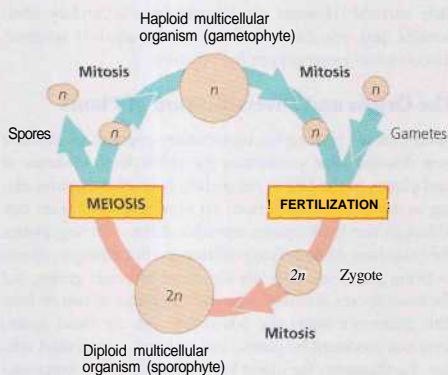 Haploid multicellular
organism (gametophyte)
Mitosis
Mitosis
n
n
n
n
n
Spores
Gametes
MEIOSIS
! FERTILIZATION :
2n
2n
Zygote
Mitosis
Diploid multicellular
organism (sporophyte)